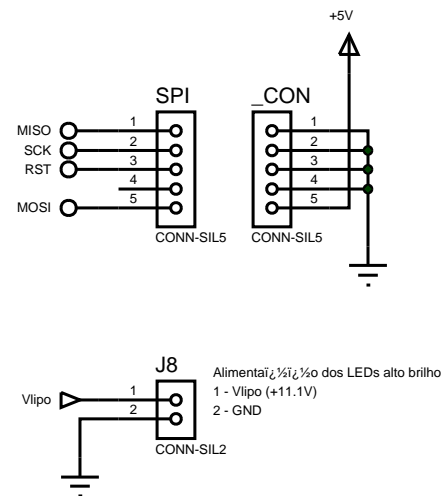 +5V
SPI
_CON
MISO
SCK
RST
MOSI
1
2
3
4
5
1
2
3
4
5
CONN-SIL5
CONN-SIL5
J8
Alimentaï¿½ï¿½o dos LEDs alto brilho
1 - Vlipo (+11.1V)
2 - GND
Vlipo
1
2
CONN-SIL2